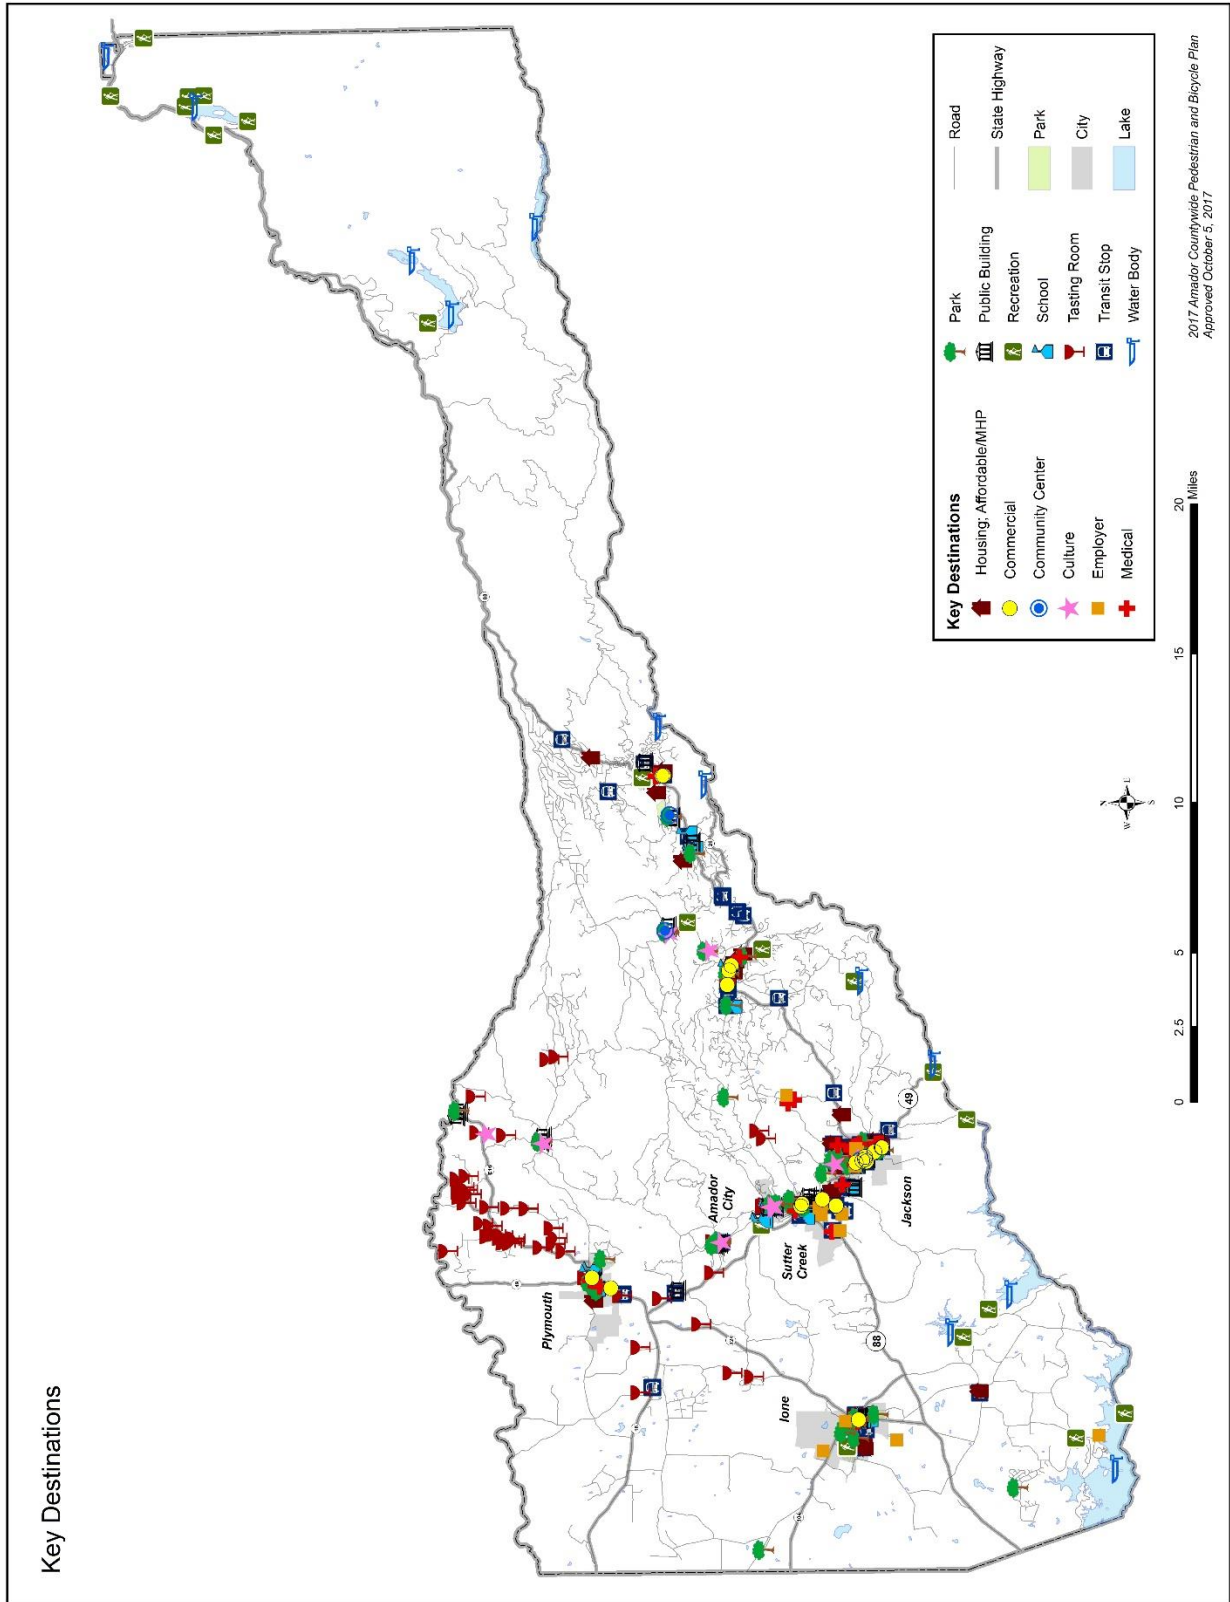 Key Destinations
Plymouth
Amador
City
Sutter
Creek
Ione
Jackson
88
49
49
16
88
N
W
E
S
0
2.5
5
10
15
20
Miles
Key Destinations
Housing; Affordable/MHP
Commercial
Community Center
Culture
Employer
Medical
Park
Public Building
Recreation
School
Tasting Room
Transit Stop
Water Body
Road
State Highway
Park
City
Lake
2017 Amador Countywide Pedestrian and Bicycle Plan
Approved October 5, 2017